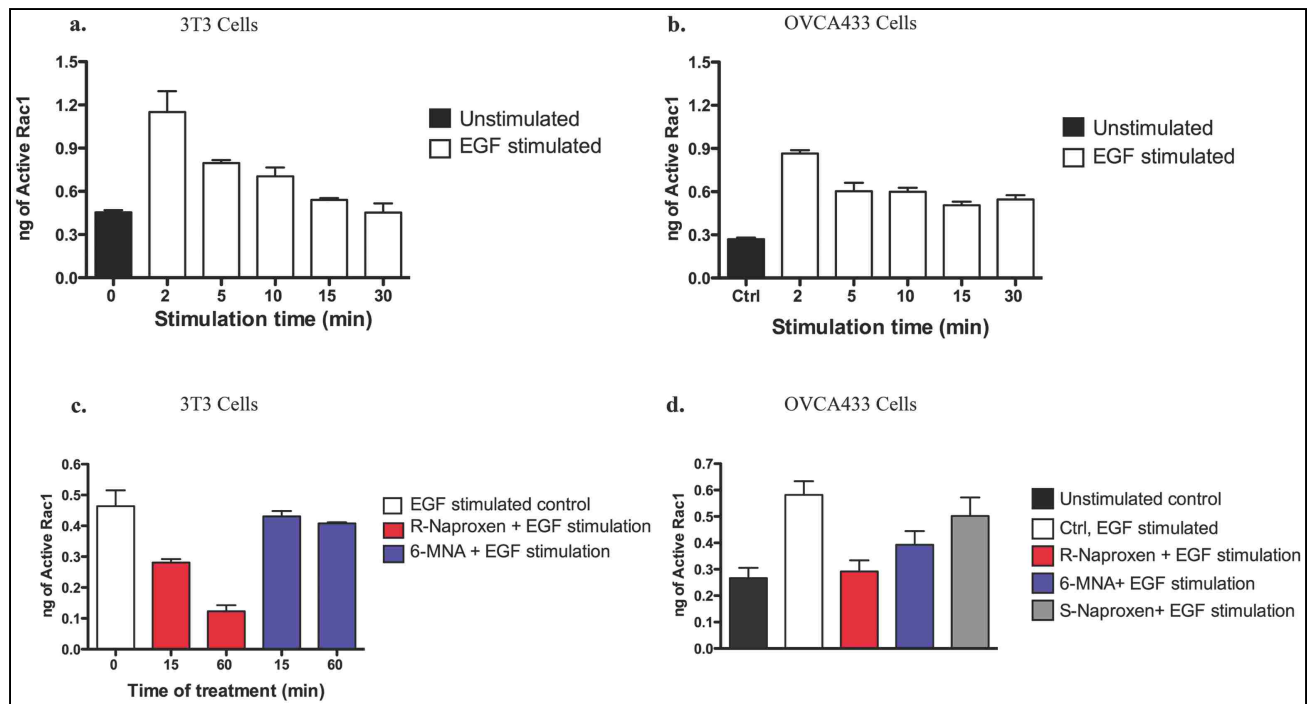 a. 3T3 Cells
1.5
1.2
0.9
0.6
0.3
0.0
ng of Active Rac1
0 2 5 10 15 30
Stimulation time (min)
Unstimulated
EGF stimulated
b. OVCA433 Cells
1.5
1.2
0.9
0.6
0.3
0.0
ng of Active Rac1
Ctrl 2 5 10 15 30
Stimulation time (min)
Unstimulated
EGF stimulated
c. 3T3 Cells
0.6
0.5
0.4
0.3
0.2
0.1
0.0
ng of Active Rac1
0 15 60 15 60
Time of treatment (min)
EGF stimulated control
R-Naproxen + EGF stimulation
6-MNA + EGF stimulation
d. OVCA433 Cells
0.7
0.6
0.5
0.4
0.3
0.2
0.1
0.0
ng of Active Rac1
Unstimulated control
Ctrl, EGF stimulated
R-Naproxen + EGF stimulation
6-MNA+ EGF stimulation
S-Naproxen+ EGF stimulation